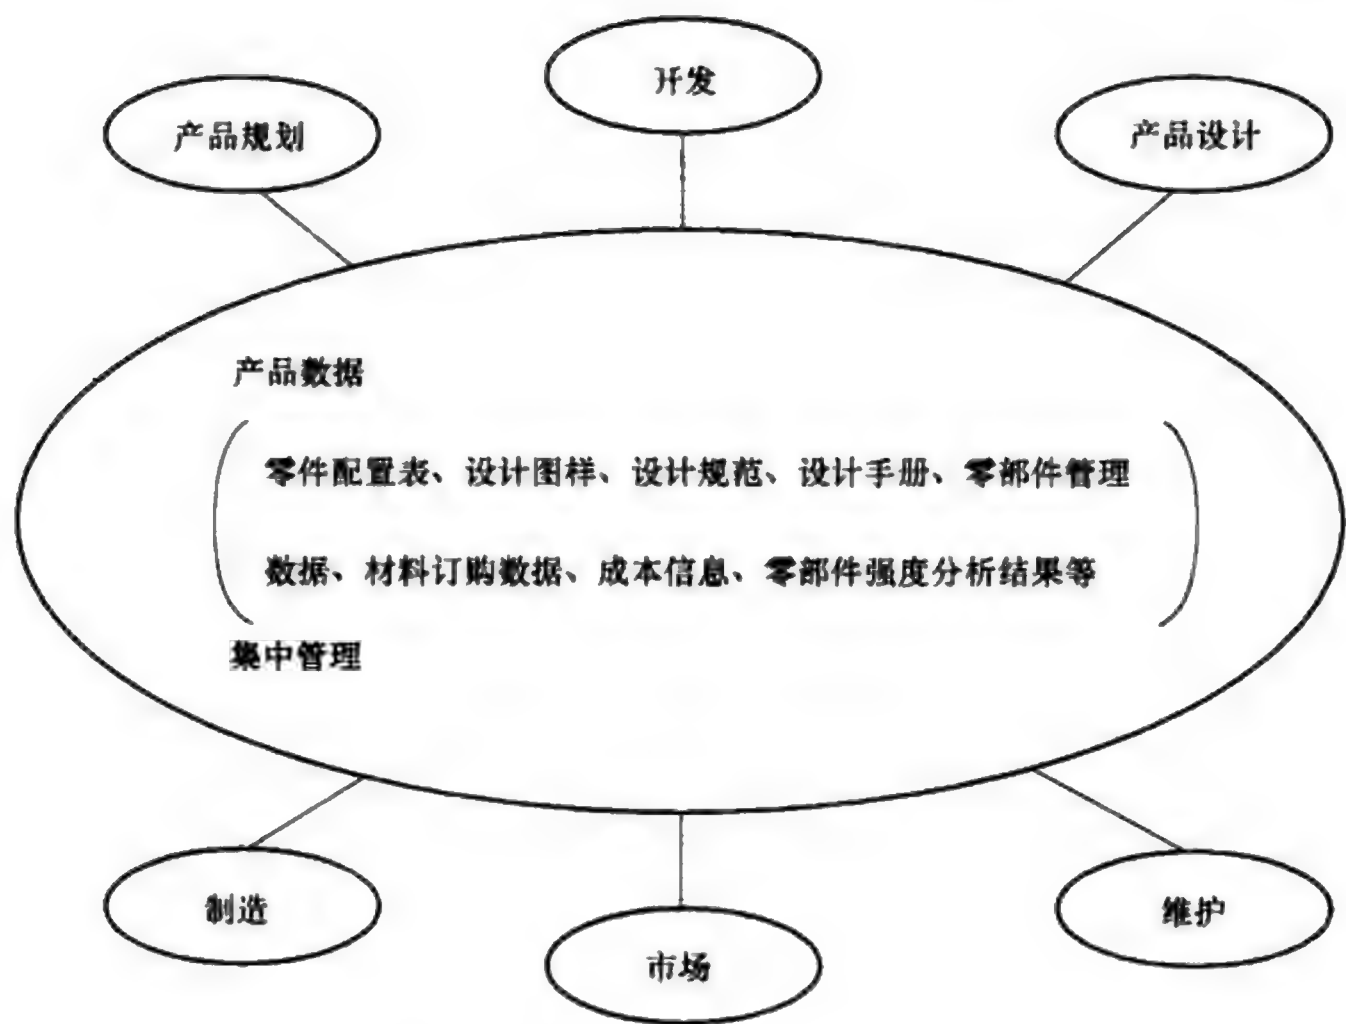 开发
产品规划
产品设计
产品数据
零件配置表、设计图样、设计规范、设计手册、零部件管理
数据、材料订购数据、成本信息、零部件强度分析结果等
集中管理
制造
市场
维护